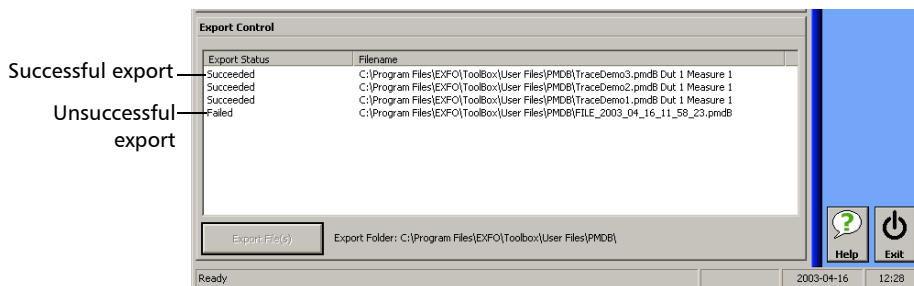 Export Control
Export Status Filename
Successful export
Succeeded C:\Program Files\EXFO\ToolBox\User Files\PMDB\TraceDemo3.pmdB Dut 1 Measure 1
Succeeded C:\Program Files\EXFO\ToolBox\User Files\PMDB\TraceDemo2.pmdB Dut 1 Measure 1
Succeeded C:\Program Files\EXFO\ToolBox\User Files\PMDB\TraceDemo1.pmdB Dut 1 Measure 1
Unsuccessful
export
Failed C:\Program Files\EXFO\ToolBox\User Files\PMDB\FILE_2003_04_16_11_58_23.pmdB
Export File(s) Export Folder: C:\Program Files\EXFO\Toolbox\User Files\PMDB\
Help Exit
Ready 2003-04-16 12:28